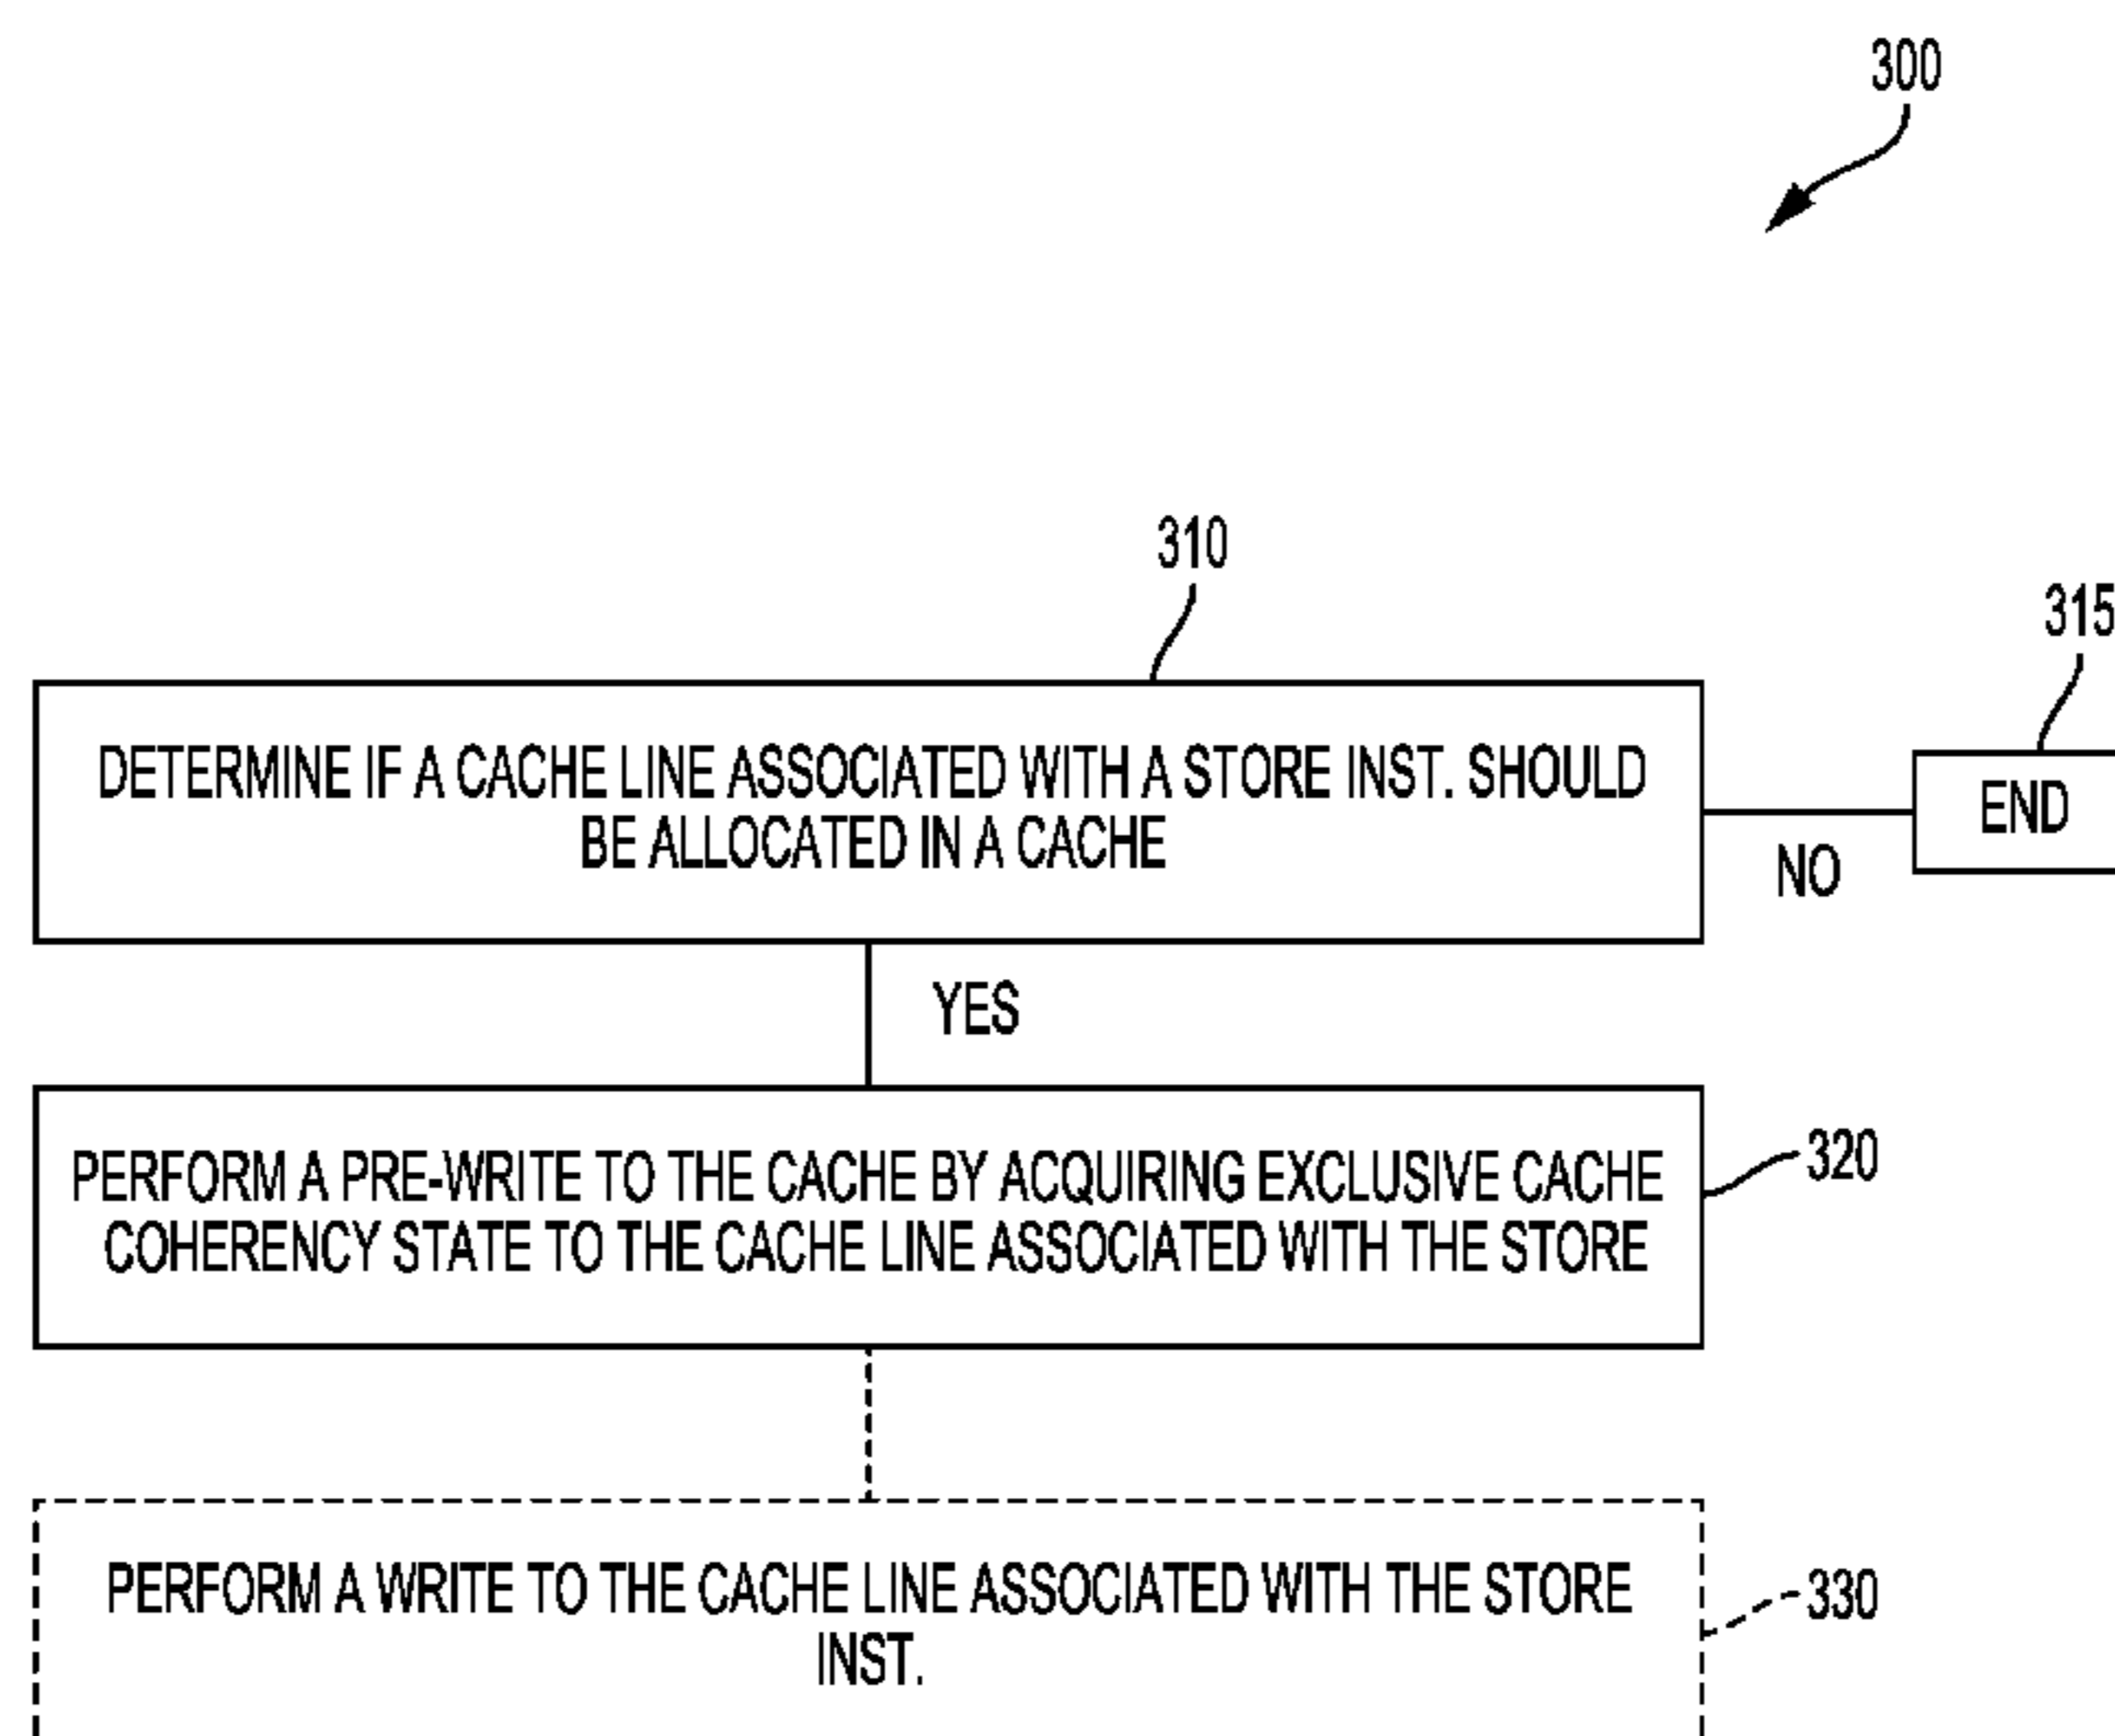 300
310
315
DETERMINE IF A CACHE LINE ASSOCIATED WITH A STORE INST. SHOULD
BE ALLOCATED IN A CACHE
END
NO
YES
PERFORM A PRE-WRITE TO THE CACHE BY ACQUIRING EXCLUSIVE CACHE
COHERENCY STATE TO THE CACHE LINE ASSOCIATED WITH THE STORE
320
PERFORM A WRITE TO THE CACHE LINE ASSOCIATED WITH THE STORE
INST.
330